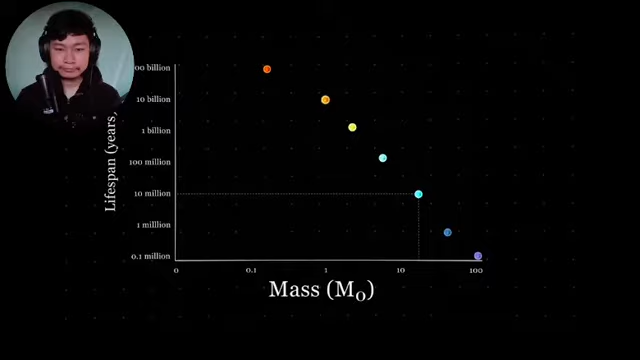 00 billion
10 billion
1 billion
100 million
10 million
1 million
0.1 million
Lifespan (years,
0
0.1
1
10
100
Mass (M₀)